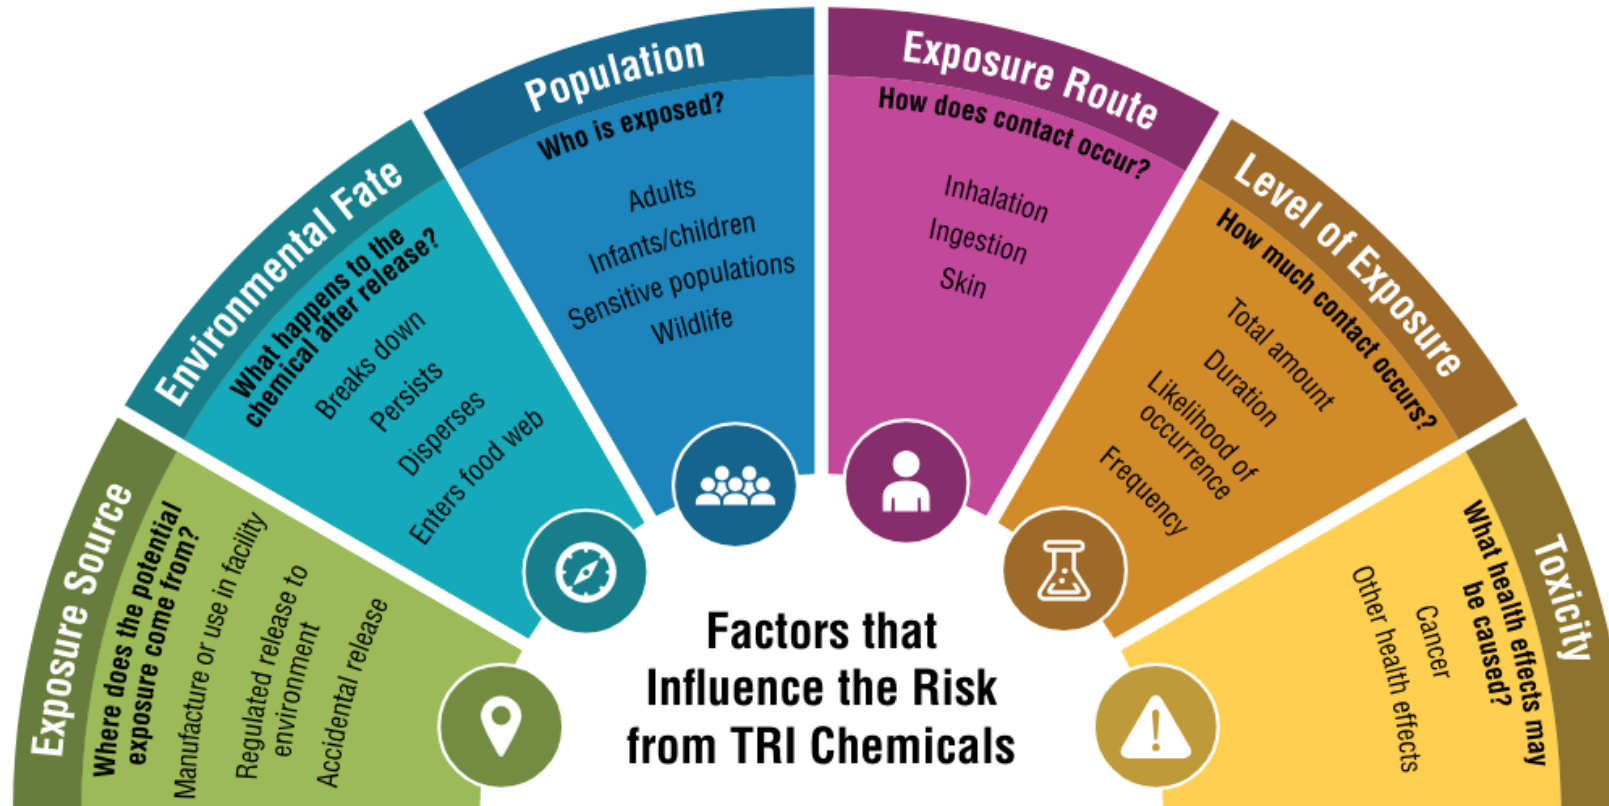 Exposure Source
Where does the potential
exposure come from?
Manufacture or use in facility
Regulated release to
environment
Accidental release
Environmental Fate
What happens to the
chemical after release?
Breaks down
Persists
Disperses
Enters food web
Population
Who is exposed?
Adults
Infants/children
Sensitive populations
Wildlife
Exposure Route
How does contact occur?
Inhalation
Ingestion
Skin
Level of Exposure
How much contact occurs?
Total amount
Duration
Likelihood of
occurrence
Frequency
Toxicity
What health effects may
be caused?
Cancer
Other health effects
Factors that
Influence the Risk
from TRI Chemicals